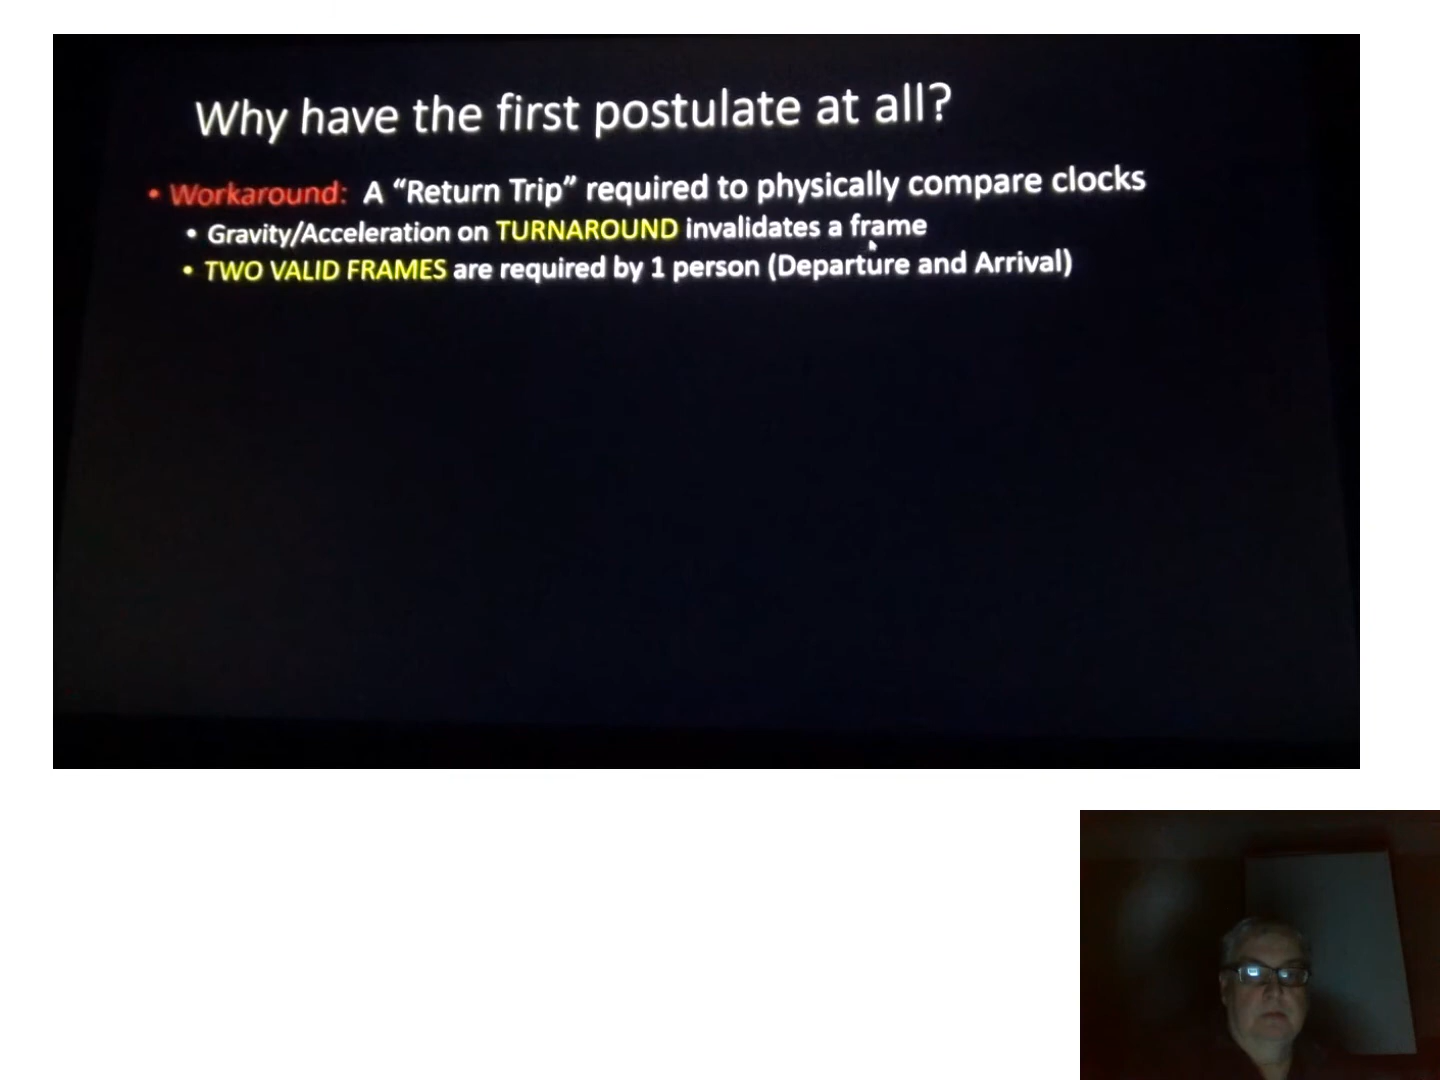 Why have the first postulate at all?
• Workaround: A “Return Trip” required to physically compare clocks
• Gravity/Acceleration on TURNAROUND invalidates a frame
• TWO VALID FRAMES are required by 1 person (Departure and Arrival)